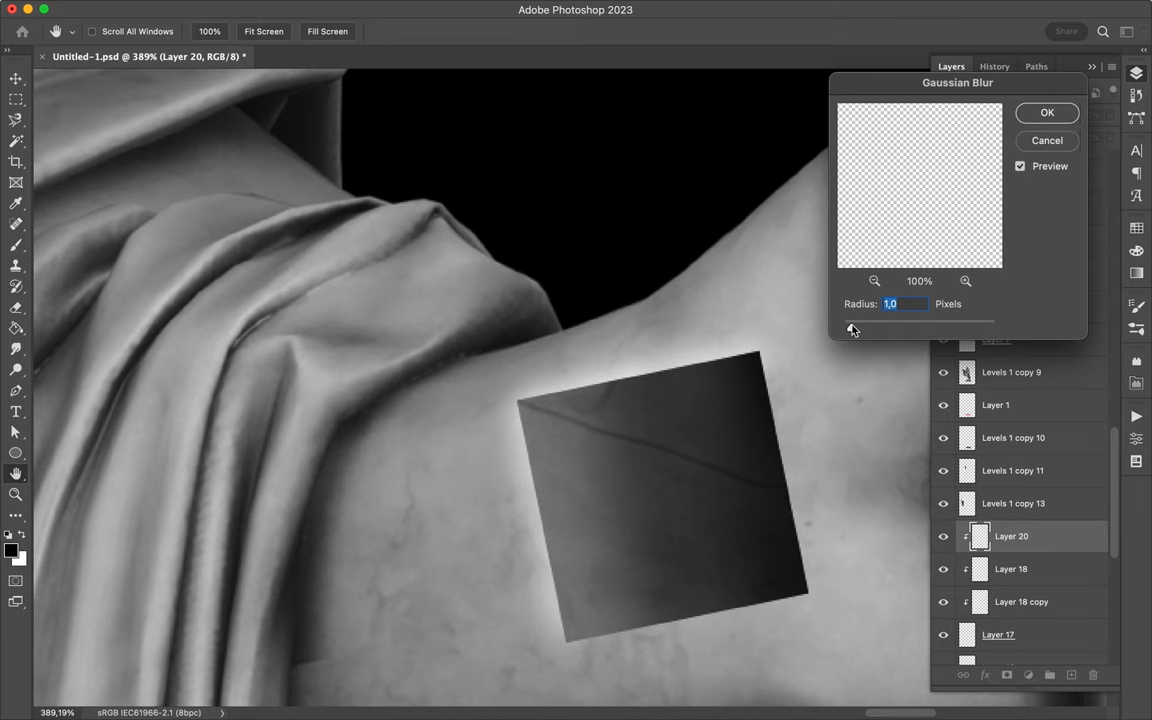 Adobe Photoshop 2023
Scroll All Windows
100%
Fit Screen
Fill Screen
Share
Untitled-1.psd @ 389% (Layer 20, RGB/8) *
Layers
History
Paths
Gaussian Blur
OK
Cancel
Preview
100%
Radius: 1,0 Pixels
Levels 1 copy 9
Layer 1
Levels 1 copy 10
Levels 1 copy 11
Levels 1 copy 13
Layer 20
Layer 18
Layer 18 copy
Layer 17
389,19%
sRGB IEC61966-2.1 (8bpc)